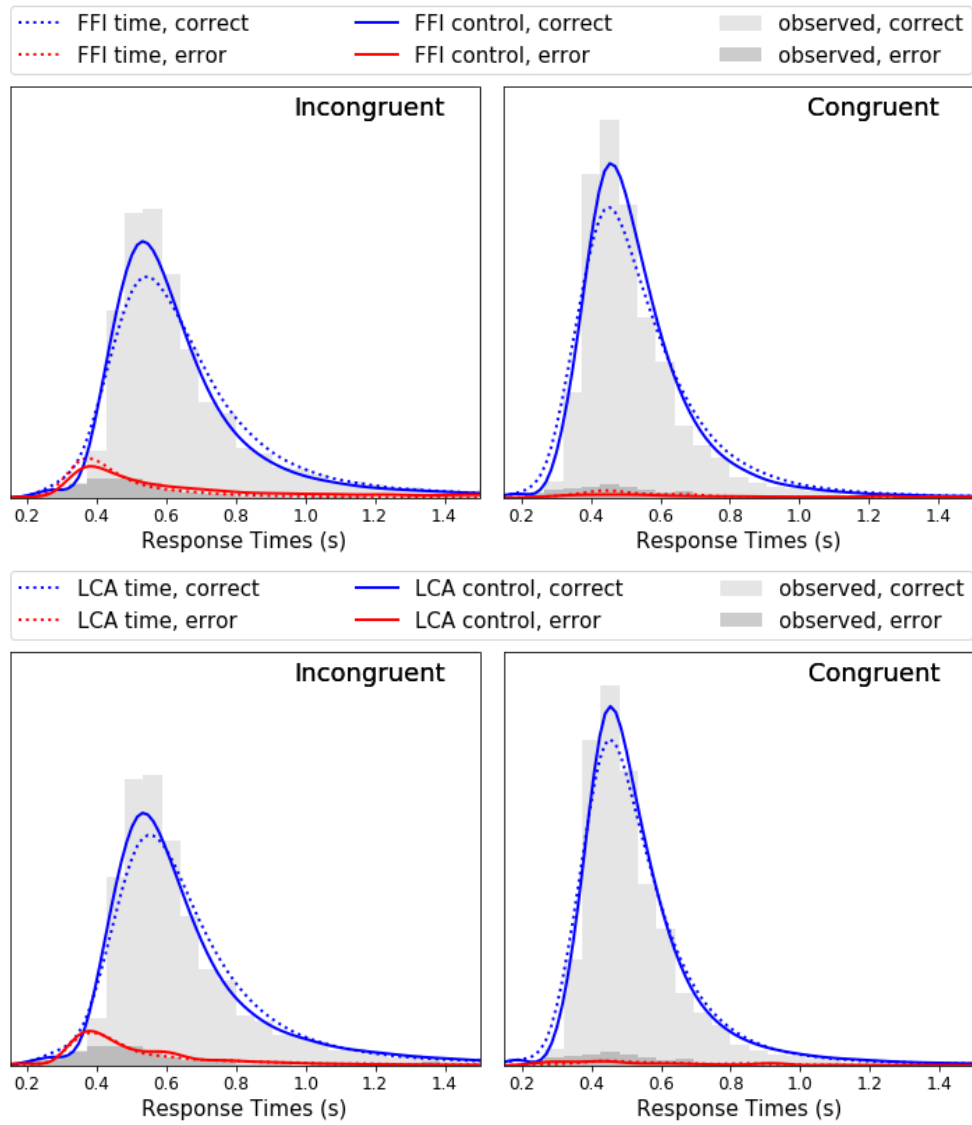 FFI time, correct FFI control, correct observed, correct
FFI time, error FFI control, error observed, error
Incongruent Congruent
0.2 0.4 0.6 0.8 1.0 1.2 1.4 0.2 0.4 0.6 0.8 1.0 1.2 1.4
Response Times (s) Response Times (s)
LCA time, correct LCA control, correct observed, correct
LCA time, error LCA control, error observed, error
Incongruent Congruent
0.2 0.4 0.6 0.8 1.0 1.2 1.4 0.2 0.4 0.6 0.8 1.0 1.2 1.4
Response Times (s) Response Times (s)